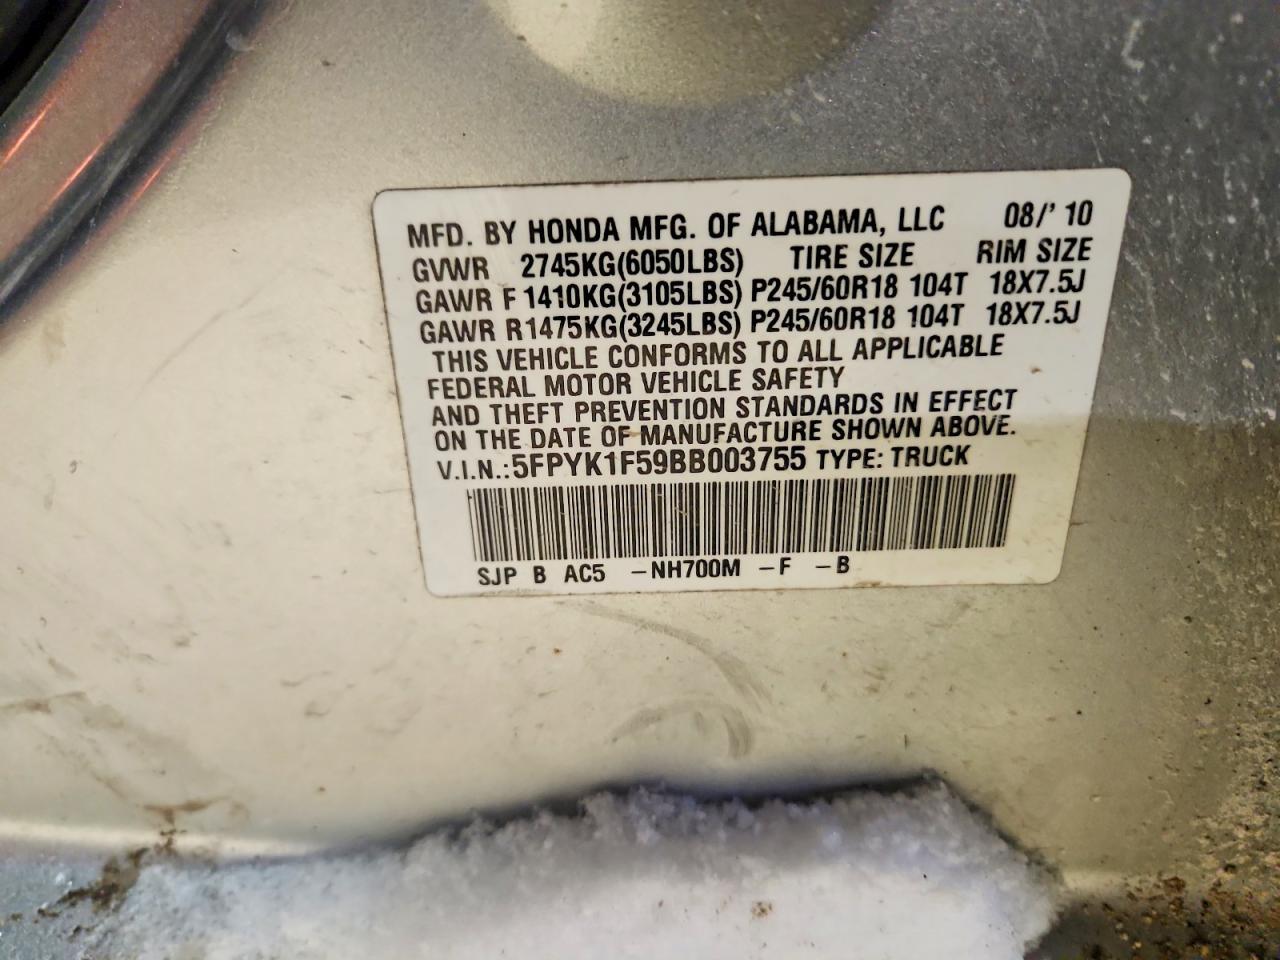 MFD. BY HONDA MFG. OF ALABAMA, LLC 08/' 10
GVWR 2745KG(6050LBS) TIRE SIZE RIM SIZE
GAWR F 1410KG(3105LBS) P245/60R18 104T 18X7.5J
GAWR R1475KG(3245LBS) P245/60R18 104T 18X7.5J
THIS VEHICLE CONFORMS TO ALL APPLICABLE
FEDERAL MOTOR VEHICLE SAFETY
AND THEFT PREVENTION STANDARDS IN EFFECT
ON THE DATE OF MANUFACTURE SHOWN ABOVE.
V.I.N.:5FPYK1F59BB003755 TYPE: TRUCK
SJP B AC5 -NH700M -F -B